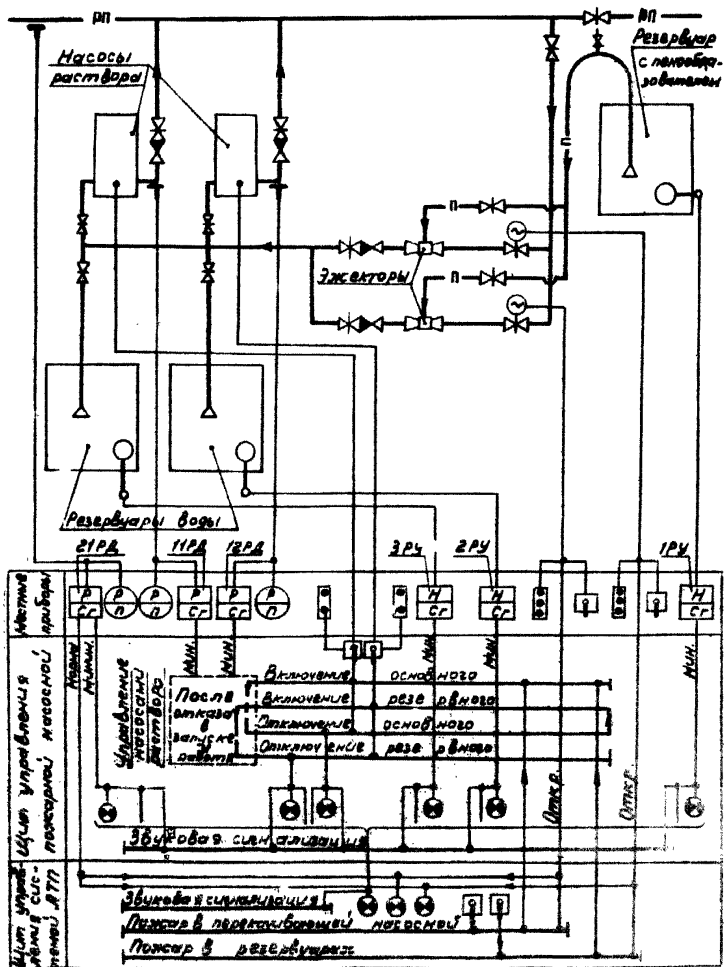 РП
РП
Насосы
раствора
Резервуар
с пенообра-
зователем
П
П
Эжекторы
П
Резервуары воды
21РД
11РД
12РД
3РУ
2РУ
1РУ
Местные
приборы
Р
Сг
Р
П
Р
П
Р
Сг
Р
Сг
Р
П
Н
Сг
Н
Сг
Н
Сг
Щит управления
пожарной насосной
Норма
Миним.
Мин.
Мин.
Мин.
Мин.
Мин.
Управление
насосами
раствора
После
отказа
в
запуске
работе
Включение основного
Включение резервного
Отключение основного
Отключение резервного
Откр.
Откр.
Звуковая сигнализация
Щит управ-
ления сис-
темой АТП
Звуковая сигнализация
Пожар в перекачивающей насосной
Пожар в резервуарах